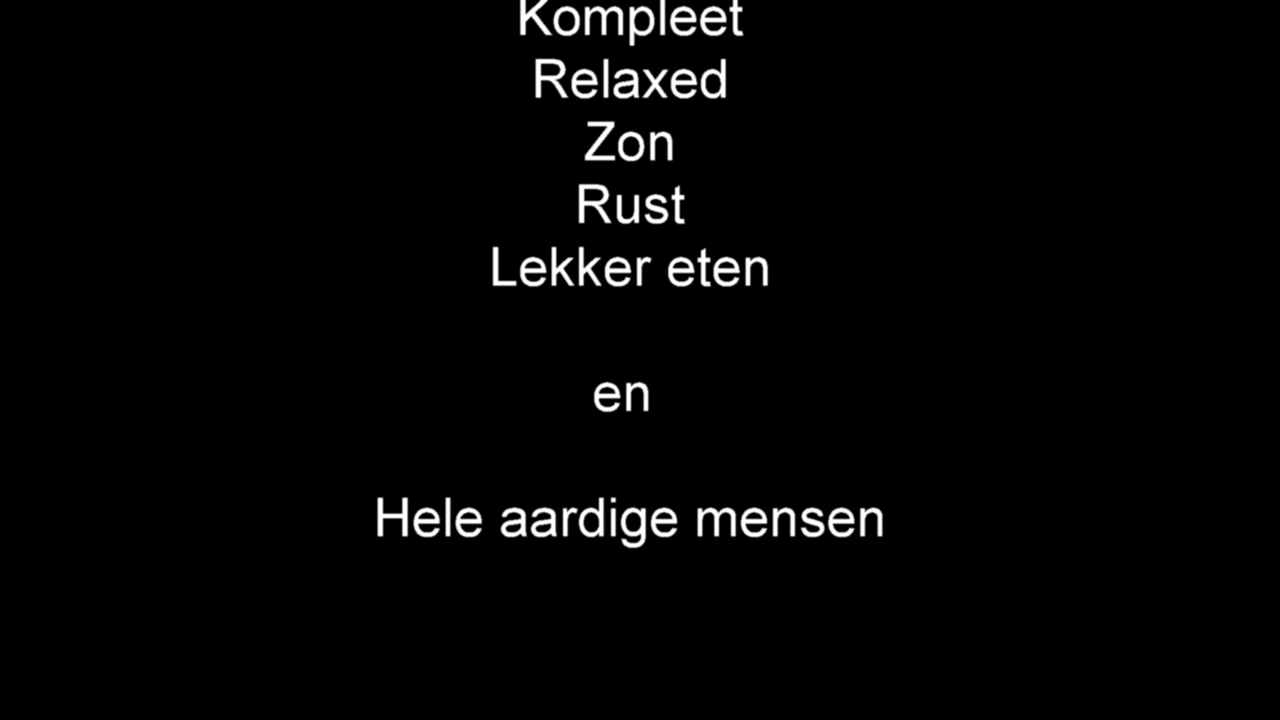 Kompleet
Relaxed
Zon
Rust
Lekker eten
en
Hele aardige mensen